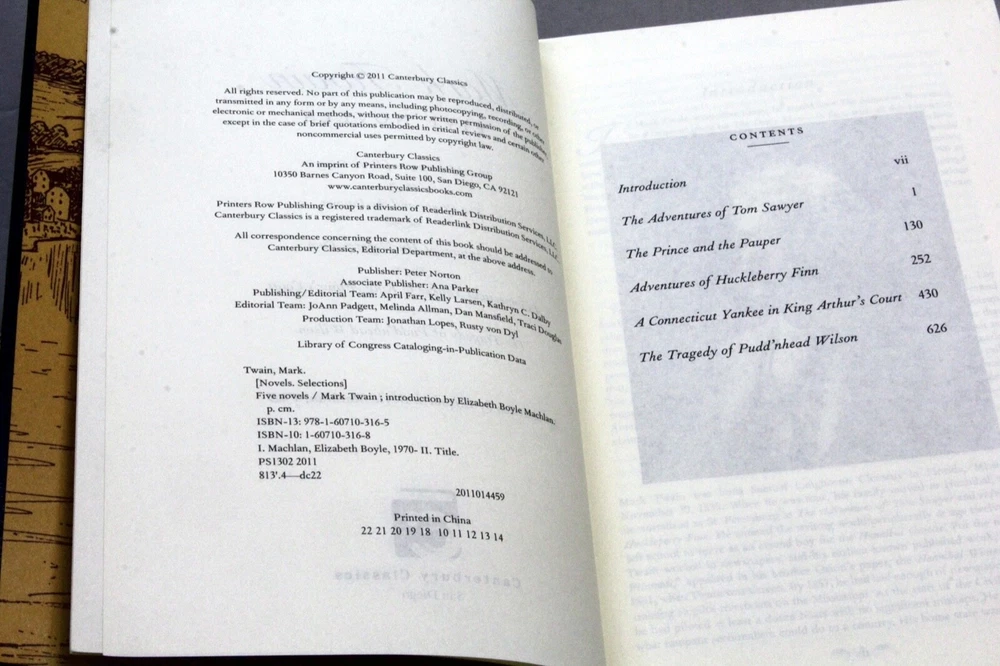 Copyright © 2011 Canterbury Classics
All rights reserved. No part of this publication may be reproduced, distributed, or
transmitted in any form or by any means, including photocopying, recording, or other
electronic or mechanical methods, without the prior written permission of the publisher,
except in the case of brief quotations embodied in critical reviews and certain other
noncommercial uses permitted by copyright law.
Canterbury Classics
An imprint of Printers Row Publishing Group
10350 Barnes Canyon Road, Suite 100, San Diego, CA 92121
www.canterburyclassicsbooks.com
Printers Row Publishing Group is a division of Readerlink Distribution Services, LLC.
Canterbury Classics is a registered trademark of Readerlink Distribution Services, LLC.
All correspondence concerning the content of this book should be addressed to
Canterbury Classics, Editorial Department, at the above address.
Publisher: Peter Norton
Associate Publisher: Ana Parker
Publishing/Editorial Team: April Farr, Kelly Larsen, Kathryn C. Dalby
Editorial Team: JoAnn Padgett, Melinda Allman, Dan Mansfield, Traci Douglas
Production Team: Jonathan Lopes, Rusty von Dyl
Library of Congress Cataloging-in-Publication Data
Twain, Mark.
[Novels. Selections]
Five novels / Mark Twain ; introduction by Elizabeth Boyle Machlan.
p. cm.
ISBN-13: 978-1-60710-316-5
ISBN-10: 1-60710-316-8
I. Machlan, Elizabeth Boyle, 1970- II. Title.
PS1302 2011
813'.4—dc22
2011014459
Printed in China
22 21 20 19 18 10 11 12 13 14
CONTENTS
Introduction vii
The Adventures of Tom Sawyer 1
The Prince and the Pauper 130
Adventures of Huckleberry Finn 252
A Connecticut Yankee in King Arthur's Court 430
The Tragedy of Pudd'nhead Wilson 626